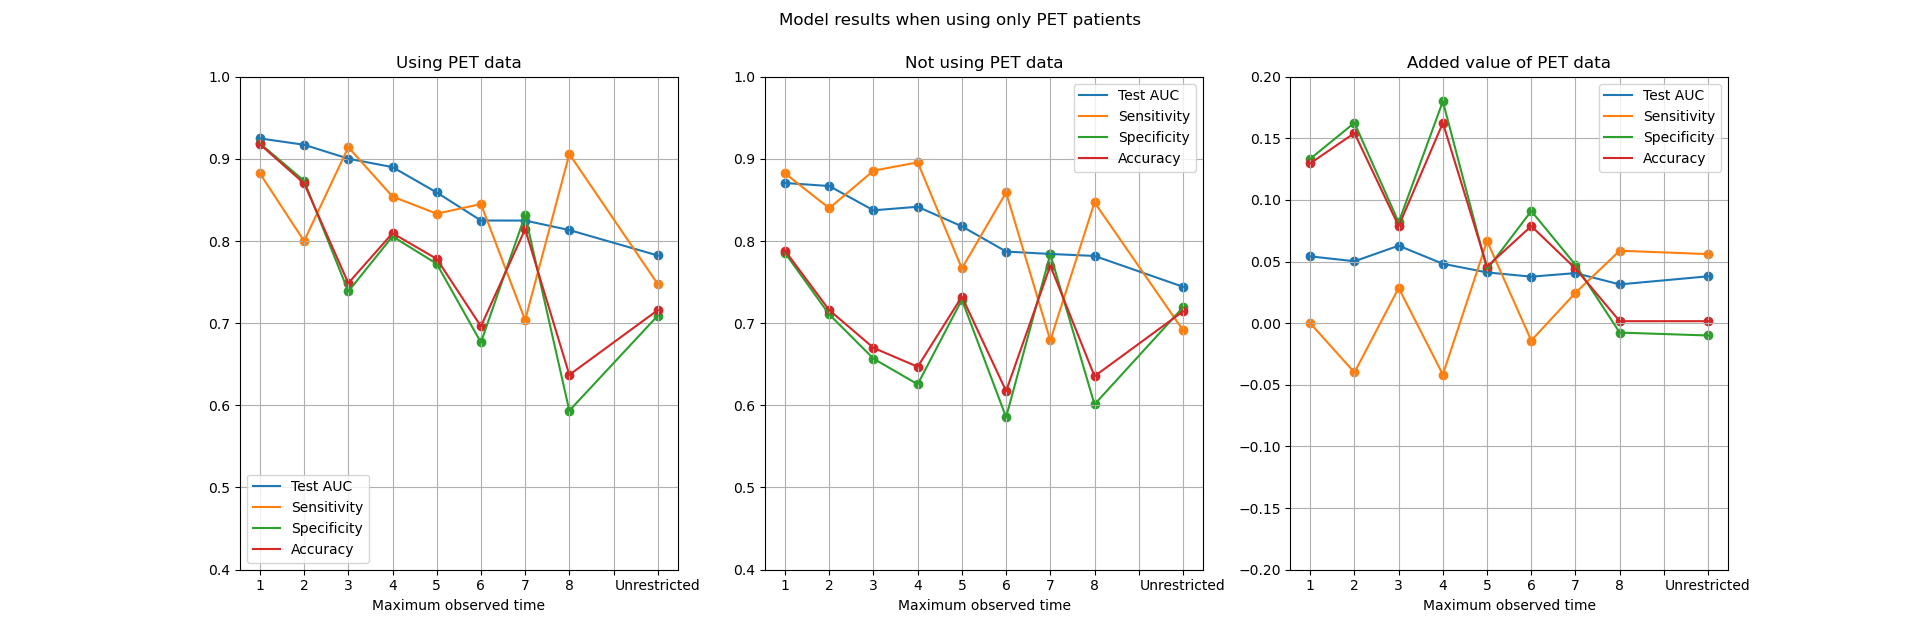 Model results when using only PET patients
Using PET data
1.0
0.9
0.8
0.7
0.6
0.5
0.4
Test AUC
Sensitivity
Specificity
Accuracy
1 2 3 4 5 6 7 8 Unrestricted
Maximum observed time
Not using PET data
1.0
0.9
0.8
0.7
0.6
0.5
0.4
Test AUC
Sensitivity
Specificity
Accuracy
1 2 3 4 5 6 7 8 Unrestricted
Maximum observed time
Added value of PET data
0.20
0.15
0.10
0.05
0.00
−0.05
−0.10
−0.15
−0.20
Test AUC
Sensitivity
Specificity
Accuracy
1 2 3 4 5 6 7 8 Unrestricted
Maximum observed time